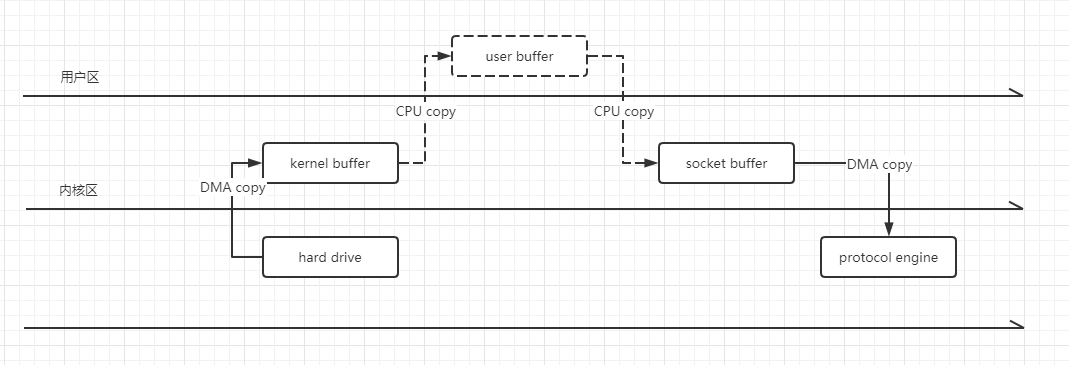 user buffer
用户区
CPU copy
CPU copy
kernel buffer
socket buffer
DMA copy
DMA copy
内核区
hard drive
protocol engine